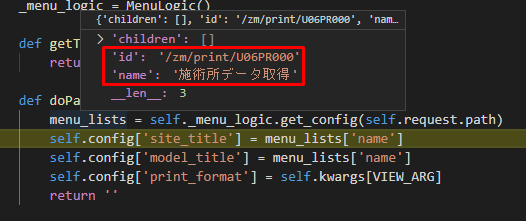 _menu_logic = MenuLogic()
{'children': [], 'id': '/zm/print/U06PR000', 'nam…
> 'children': []
def getT
'id': '/zm/print/U06PR000'
retu
'name': '施術所データ取得'
__len__: 3
def doPa
menu_lists = self._menu_logic.get_config(self.request.path)
self.config['site_title'] = menu_lists['name']
self.config['model_title'] = menu_lists['name']
self.config['print_format'] = self.kwargs[VIEW_ARG]
return ''